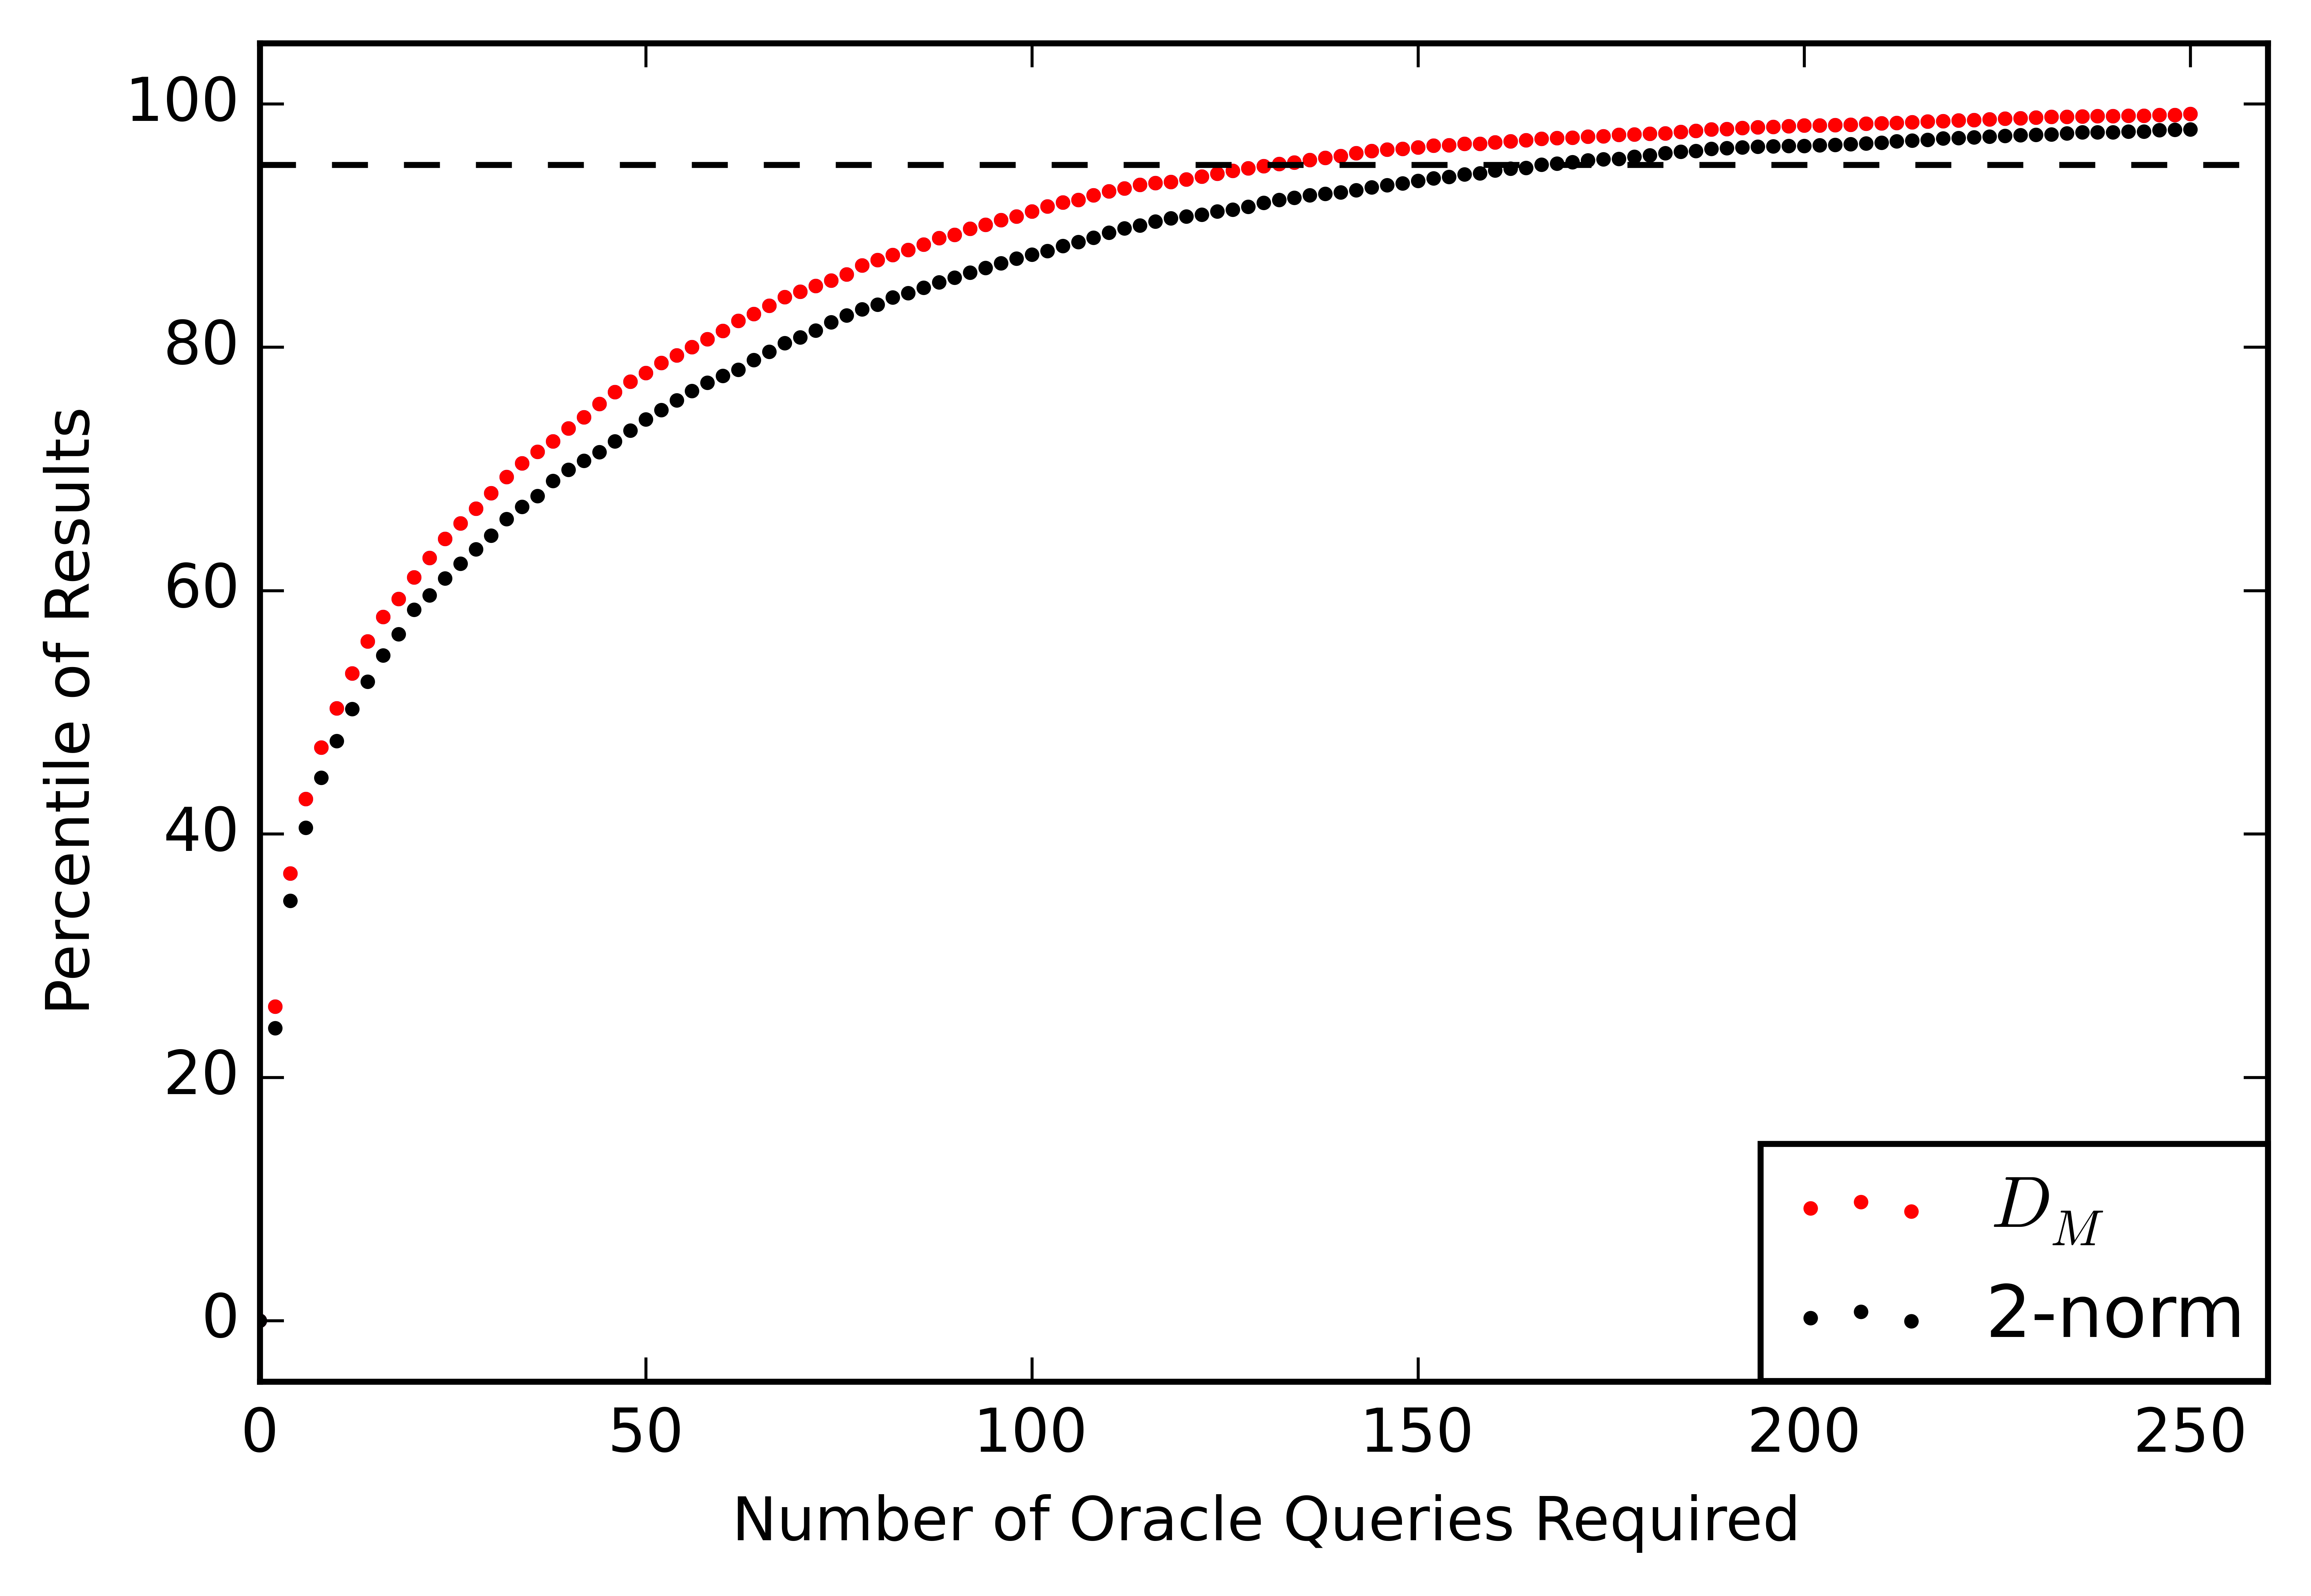 100
80
60
40
20
0
Percentile of Results
0 50 100 150 200 250
Number of Oracle Queries Required
D_M
2-norm